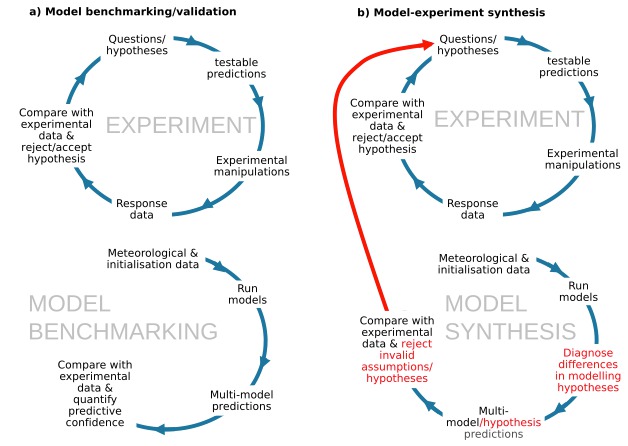 a) Model benchmarking/validation
Questions/
hypotheses
testable
predictions
Compare with
experimental
data &
reject/accept
hypothesis
EXPERIMENT
Experimental
manipulations
Response
data
Meteorological &
initialisation data
Run
models
MODEL
BENCHMARKING
Compare with
experimental
data &
quantify
predictive
confidence
Multi-model
predictions
b) Model-experiment synthesis
Questions/
hypotheses
testable
predictions
Compare with
experimental
data &
reject/accept
hypothesis
EXPERIMENT
Experimental
manipulations
Response
data
Meteorological &
initialisation data
Run
models
MODEL
SYNTHESIS
Compare with
experimental
data & reject
invalid
assumptions/
hypotheses
Diagnose
differences
in modelling
hypotheses
Multi-
model/hypothesis
predictions